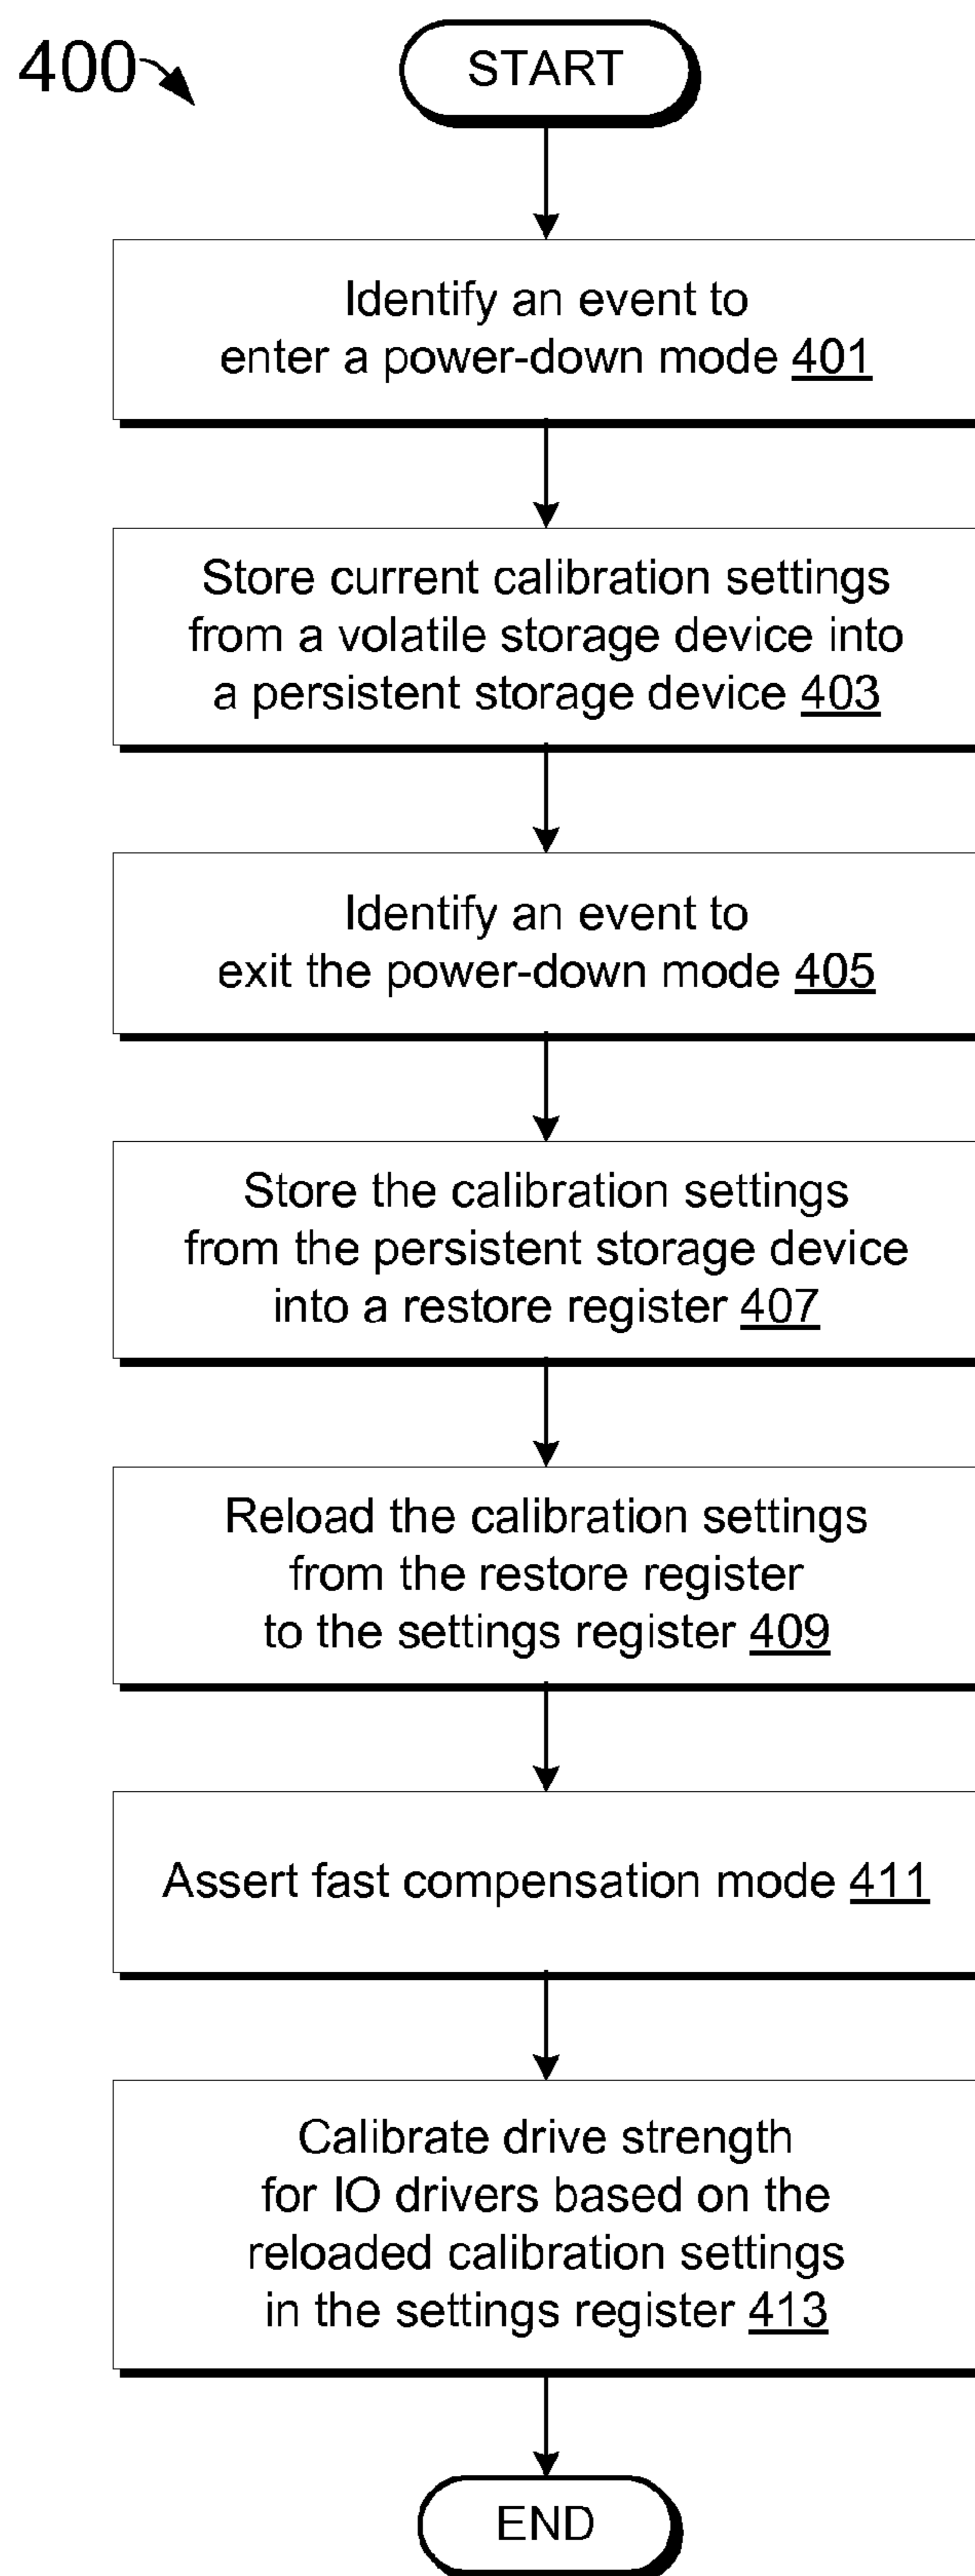 400
START
Identify an event to
enter a power-down mode 401
Store current calibration settings
from a volatile storage device into
a persistent storage device 403
Identify an event to
exit the power-down mode 405
Store the calibration settings
from the persistent storage device
into a restore register 407
Reload the calibration settings
from the restore register
to the settings register 409
Assert fast compensation mode 411
Calibrate drive strength
for IO drivers based on the
reloaded calibration settings
in the settings register 413
END